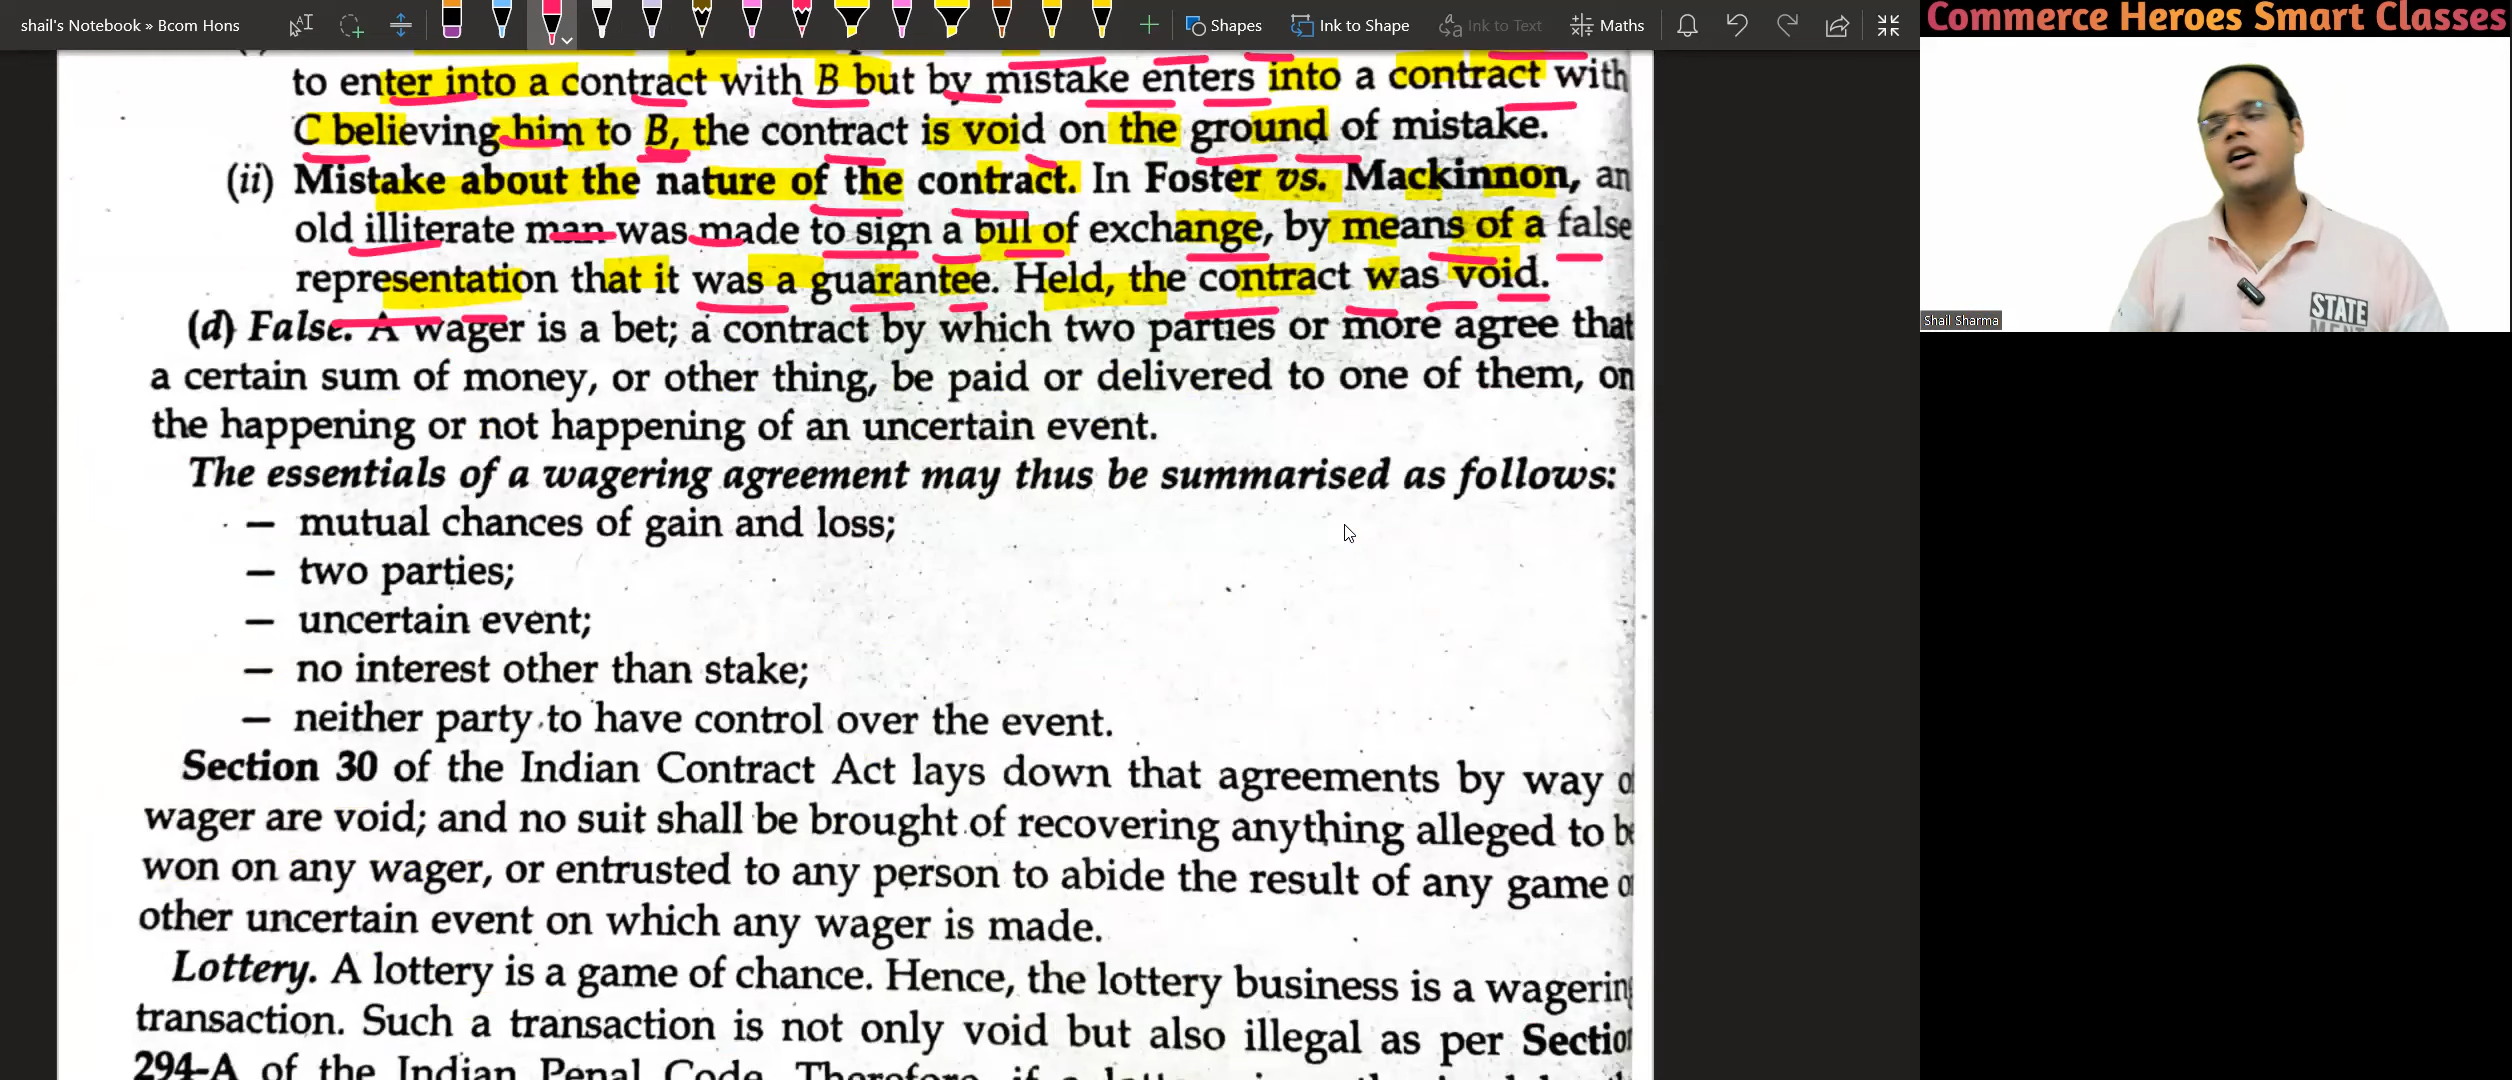 shail's Notebook » Bcom Hons
Shapes
Ink to Shape
Ink to Text
Maths
Commerce Heroes Smart Classes
to enter into a contract with B but by mistake enters into a contract with
C believing him to B, the contract is void on the ground of mistake.
(ii) Mistake about the nature of the contract. In Foster vs. Mackinnon, an
old illiterate man was made to sign a bill of exchange, by means of a false
representation that it was a guarantee. Held, the contract was void.
(d) False. A wager is a bet; a contract by which two parties or more agree that
a certain sum of money, or other thing, be paid or delivered to one of them, on
the happening or not happening of an uncertain event.
The essentials of a wagering agreement may thus be summarised as follows:
— mutual chances of gain and loss;
— two parties;
— uncertain event;
— no interest other than stake;
— neither party to have control over the event.
Section 30 of the Indian Contract Act lays down that agreements by way
wager are void; and no suit shall be brought of recovering anything alleged to be
won on any wager, or entrusted to any person to abide the result of any game
other uncertain event on which any wager is made.
Lottery. A lottery is a game of chance. Hence, the lottery business is a wagering
transaction. Such a transaction is not only void but also illegal as per Section
294-A of the Indian Penal Code. Therefore, if a
STATE
MENT
Shail Sharma